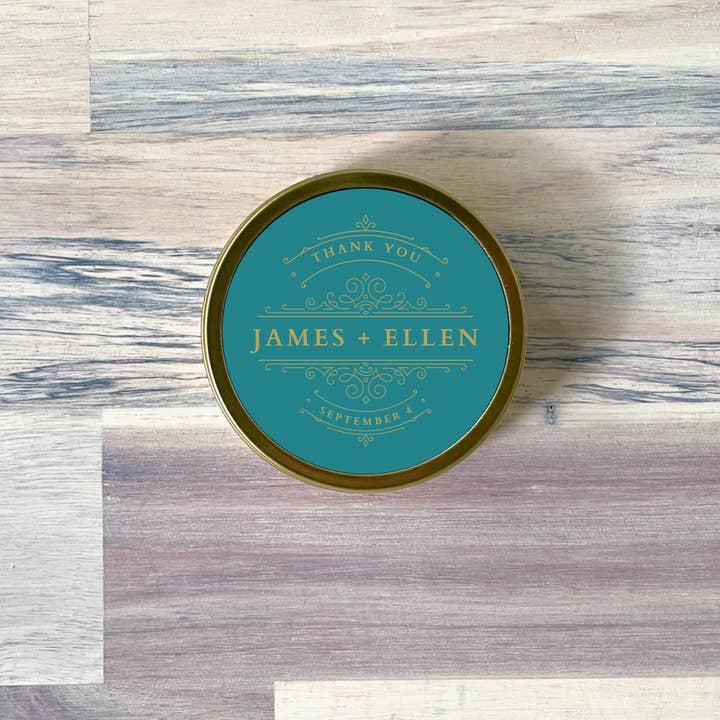 THANK YOU
JAMES + ELLEN
SEPTEMBER 4